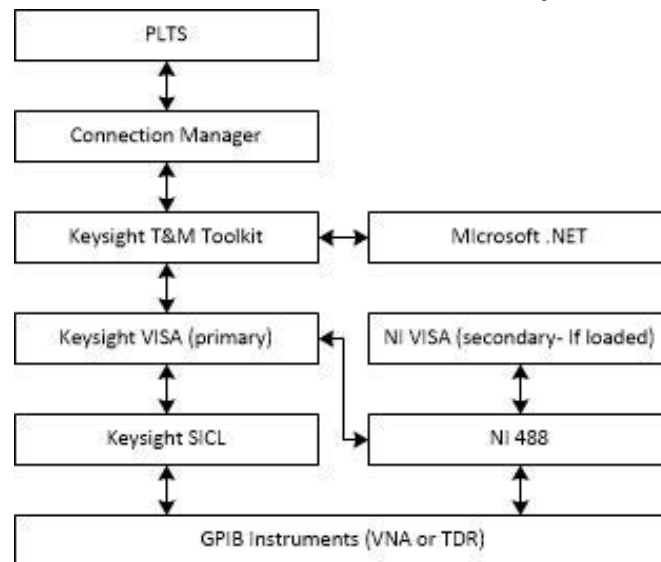 PLTS
Connection Manager
Keysight T&M Toolkit
MIcrosoft .NET
Keysight VISA (primary)
NI VISA (secondary- If loaded)
Keysight SICL
NI 488
GPIB Instruments (VNA or TDR)